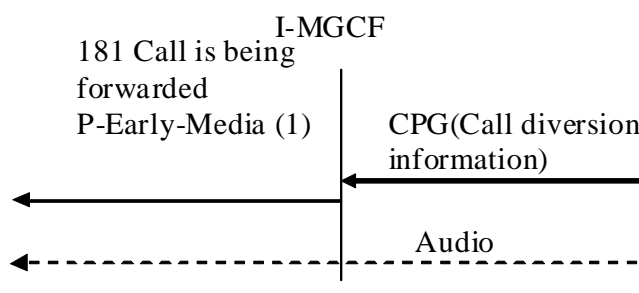 I-MGCF
181 Call is being
forwarded
P-Early-Media (1)
CPG(Call diversion
information)
Audio